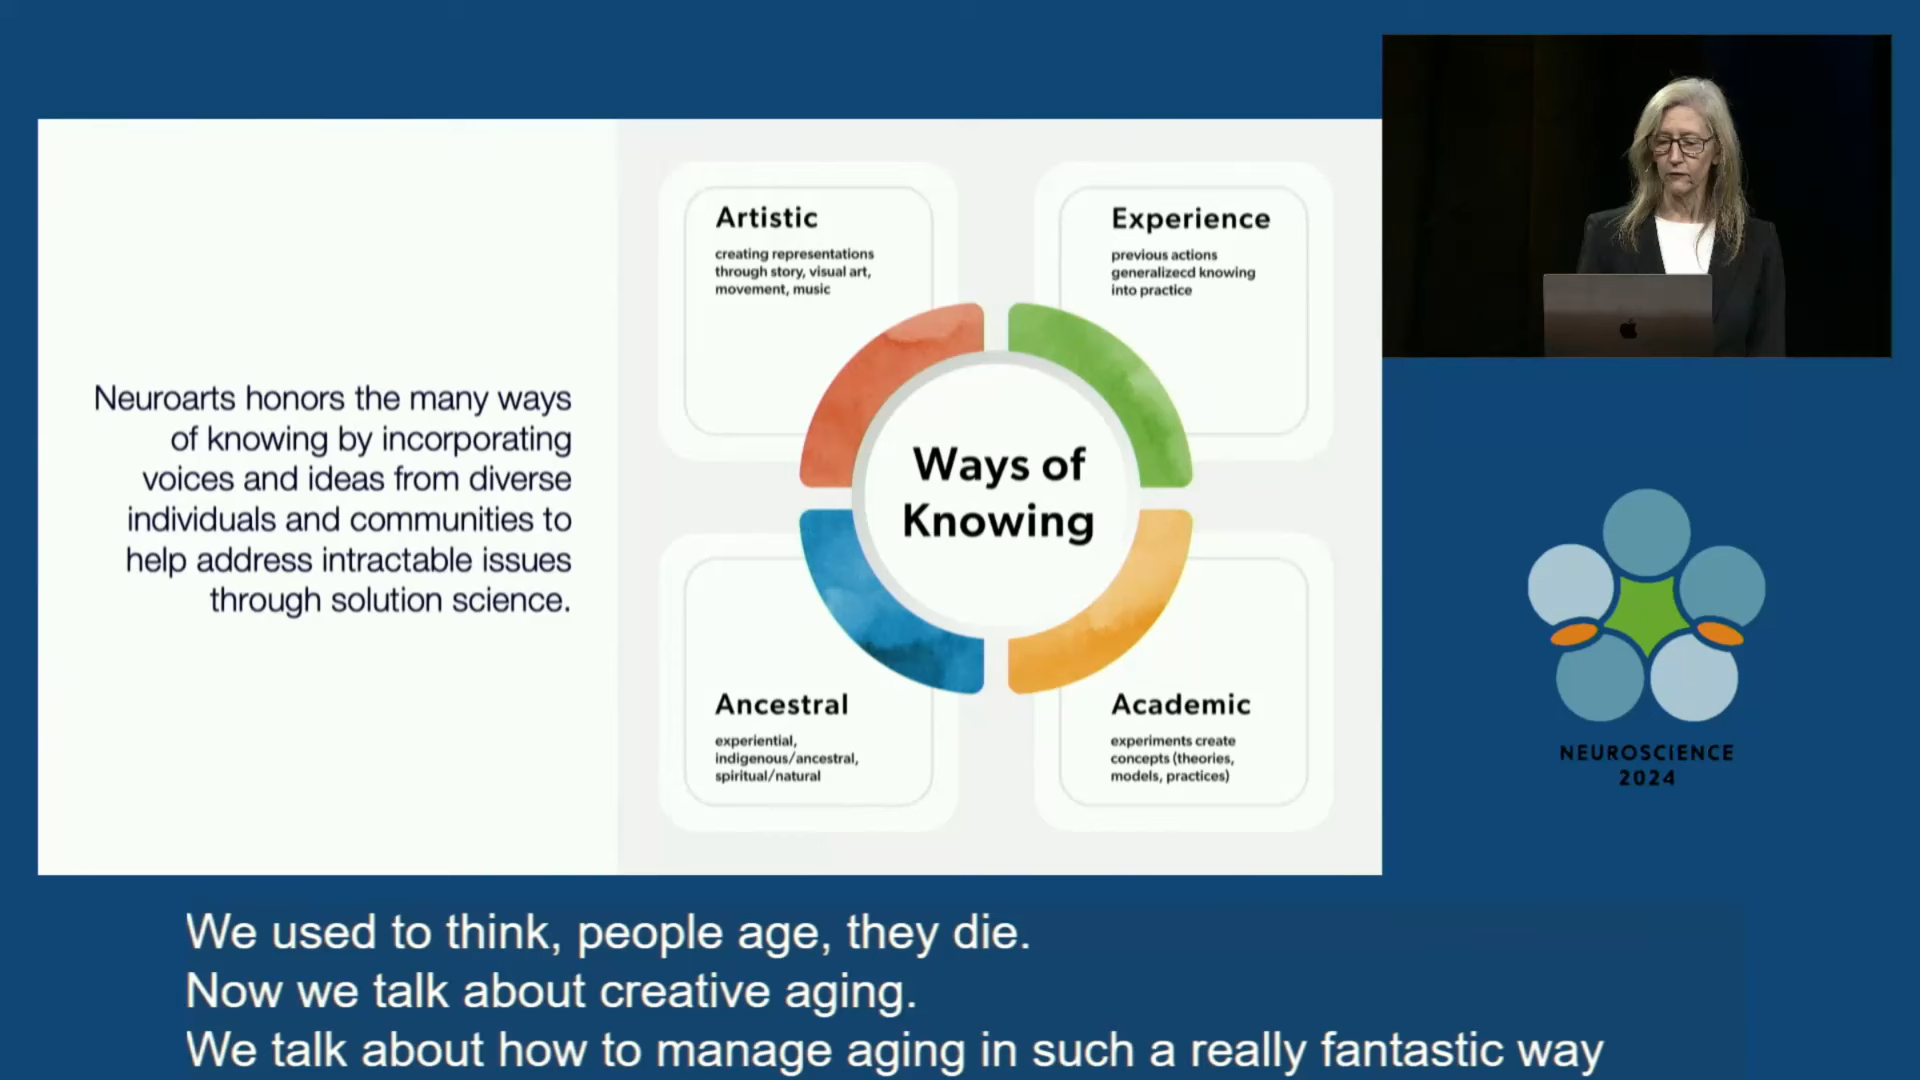 Neuroarts honors the many ways
of knowing by incorporating
voices and ideas from diverse
individuals and communities to
help address intractable issues
through solution science.
Artistic
creating representations
through story, visual art,
movement, music
Experience
previous actions
generalizecd knowing
into practice
Ways of
Knowing
Ancestral
experiential,
indigenous/ancestral,
spiritual/natural
Academic
experiments create
concepts (theories,
models, practices)
NEUROSCIENCE
2024
We used to think, people age, they die.
Now we talk about creative aging.
We talk about how to manage aging in such a really fantastic way